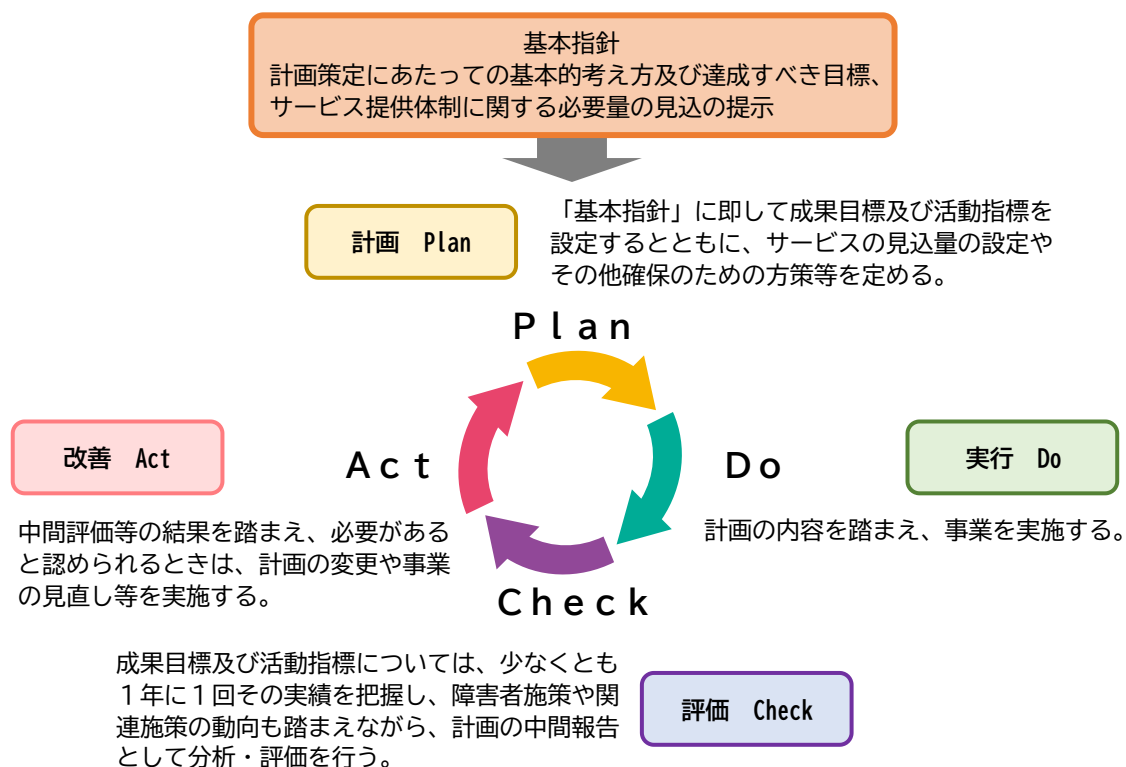 基本指針
計画策定にあたっての基本的考え方及び達成すべき目標、
サービス提供体制に関する必要量の見込の提示
計画　Plan
「基本指針」に即して成果目標及び活動指標を
設定するとともに、サービスの見込量の設定や
その他確保のための方策等を定める。
Ｐｌａｎ
改善　Act
Ａｃｔ
Ｄｏ
実行　Do
中間評価等の結果を踏まえ、必要がある
と認められるときは、計画の変更や事業
の見直し等を実施する。
計画の内容を踏まえ、事業を実施する。
Ｃｈｅｃｋ
成果目標及び活動指標については、少なくとも
１年に１回その実績を把握し、障害者施策や関
連施策の動向も踏まえながら、計画の中間報告
として分析・評価を行う。
評価　Check